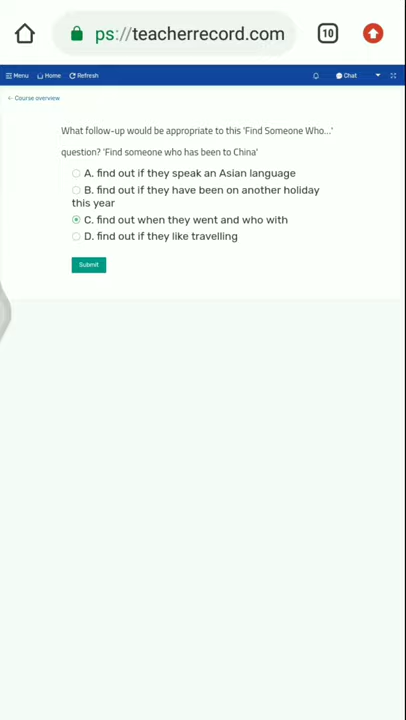 ps://teacherrecord.com
10
Menu Home Refresh Chat
← Course overview
What follow-up would be appropriate to this 'Find Someone Who...'
question? 'Find someone who has been to China'
A. find out if they speak an Asian language
B. find out if they have been on another holiday
this year
C. find out when they went and who with
D. find out if they like travelling
Submit